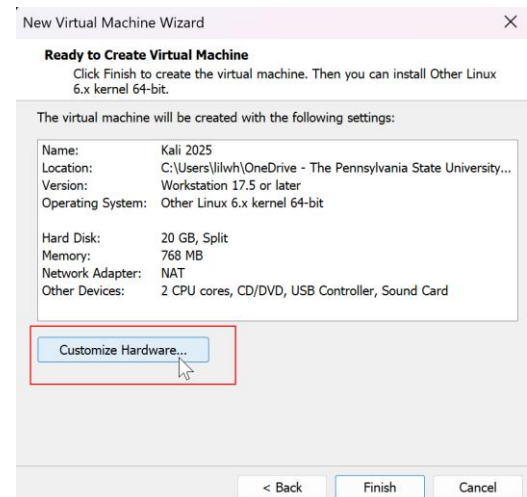 New Virtual Machine Wizard
Ready to Create Virtual Machine
Click Finish to create the virtual machine. Then you can install Other Linux
6.x kernel 64-bit.
The virtual machine will be created with the following settings:
Name: Kali 2025
Location: C:\Users\lilwh\OneDrive - The Pennsylvania State University...
Version: Workstation 17.5 or later
Operating System: Other Linux 6.x kernel 64-bit
Hard Disk: 20 GB, Split
Memory: 768 MB
Network Adapter: NAT
Other Devices: 2 CPU cores, CD/DVD, USB Controller, Sound Card
Customize Hardware...
< Back Finish Cancel